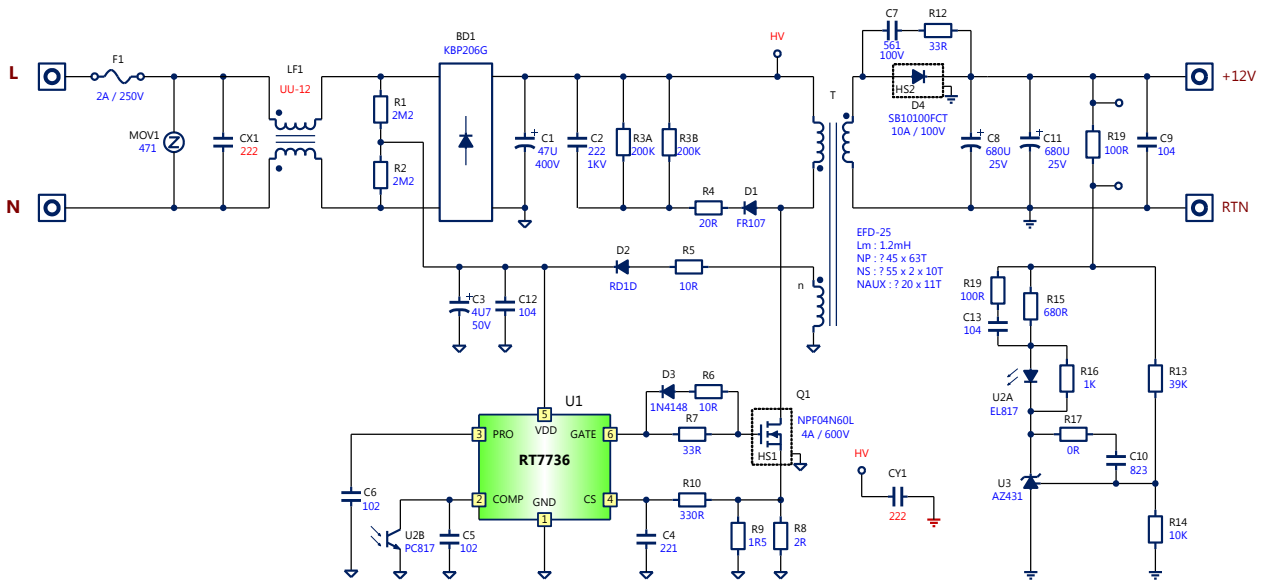 L
F1
2A / 250V
MOV1
471
CX1
222
LF1
UU-12
R1
2M2
R2
2M2
N
BD1
KBP206G
C1
47U
400V
C2
222
1KV
R3A
200K
R3B
200K
HV
R4
20R
D1
FR107
T
C7
561
100V
R12
33R
HS2
D4
SB10100FCT
10A / 100V
C8
680U
25V
C11
680U
25V
R19
100R
C9
104
+12V
RTN
D2
RD1D
R5
10R
n
EFD-25
Lm : 1.2mH
NP : ? 45 x 63T
NS : ? 55 x 2 x 10T
NAUX : ? 20 x 11T
C3
4U7
50V
C12
104
R19
100R
C13
104
R15
680R
U2A
EL817
R16
1K
R13
39K
R17
0R
C10
823
U3
AZ431
R14
10K
U1
5
VDD
3
PRO
GATE
6
RT7736
2
COMP
GND
CS
4
1
D3
1N4148
R6
10R
R7
33R
Q1
NPF04N60L
4A / 600V
HS1
HV
CY1
222
C6
102
U2B
PC817
C5
102
C4
221
R10
330R
R9
1R5
R8
2R